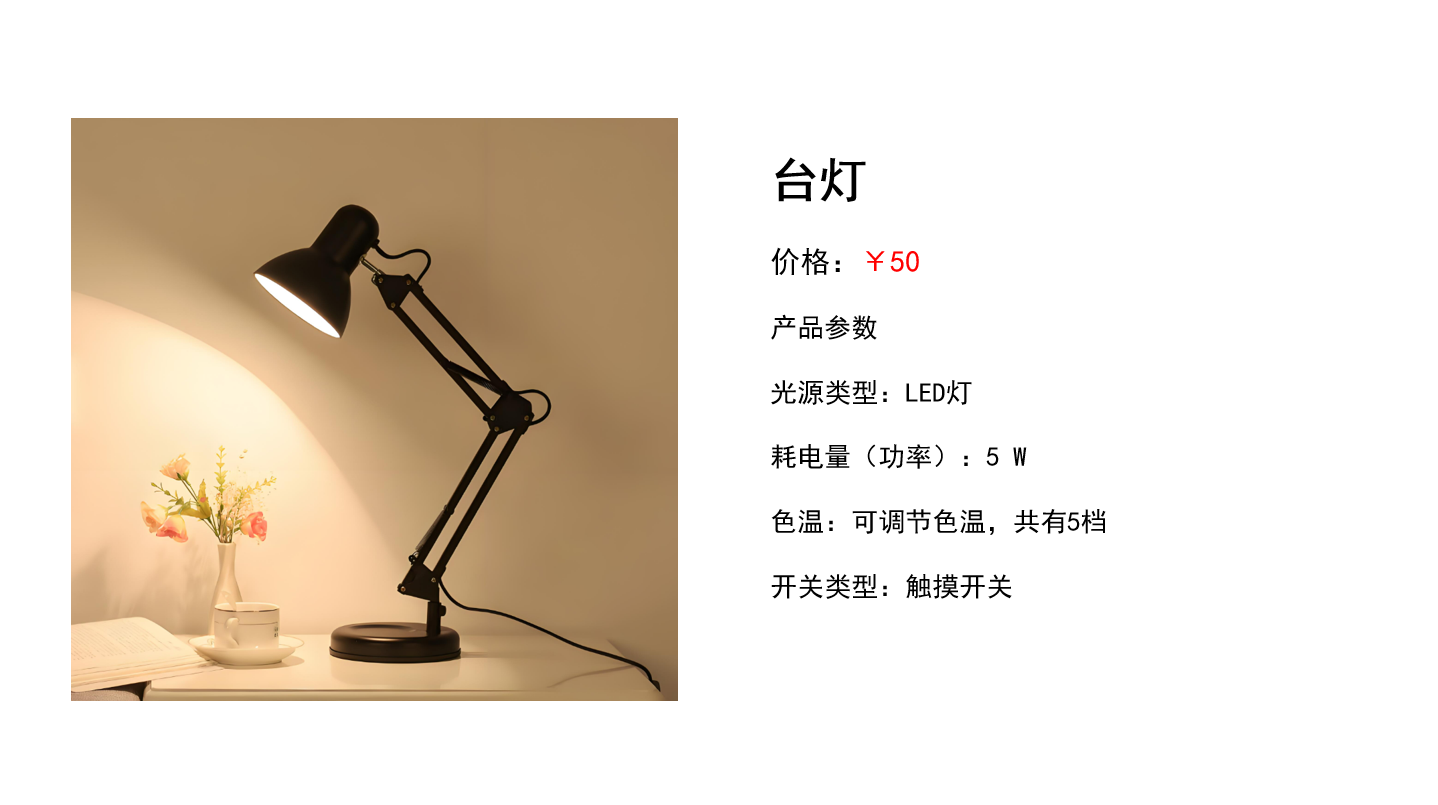 台灯
价格：￥50
产品参数
光源类型：LED灯
耗电量（功率）：5 W
色温：可调节色温，共有5档
开关类型：触摸开关